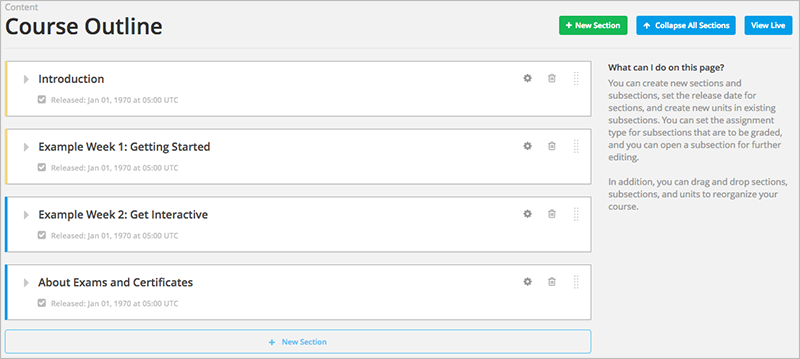 Content
Course Outline
+ New Section
Collapse All Sections
View Live
Introduction
Released: Jan 01, 1970 at 05:00 UTC
Example Week 1: Getting Started
Released: Jan 01, 1970 at 05:00 UTC
Example Week 2: Get Interactive
Released: Jan 01, 1970 at 05:00 UTC
About Exams and Certificates
Released: Jan 01, 1970 at 05:00 UTC
+ New Section
What can I do on this page?
You can create new sections and
subsections, set the release date for
sections, and create new units in existing
subsections. You can set the assignment
type for subsections that are to be graded,
and you can open a subsection for further
editing.
In addition, you can drag and drop sections,
subsections, and units to reorganize your
course.